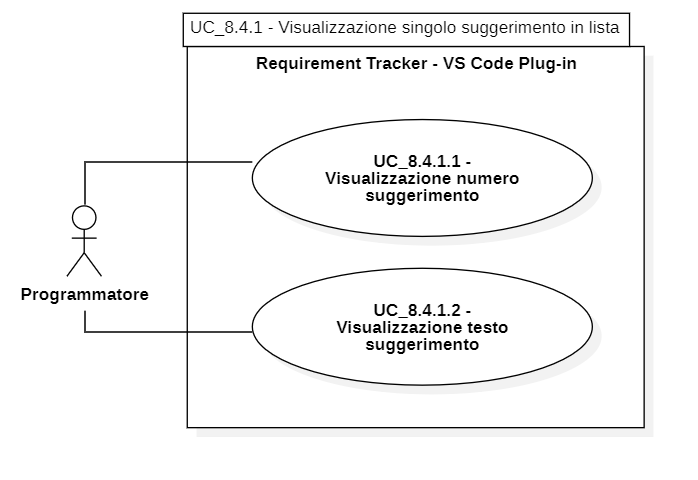 UC_8.4.1 - Visualizzazione singolo suggerimento in lista
Requirement Tracker - VS Code Plug-in
UC_8.4.1.1 -
Visualizzazione numero
suggerimento
Programmatore
UC_8.4.1.2 -
Visualizzazione testo
suggerimento